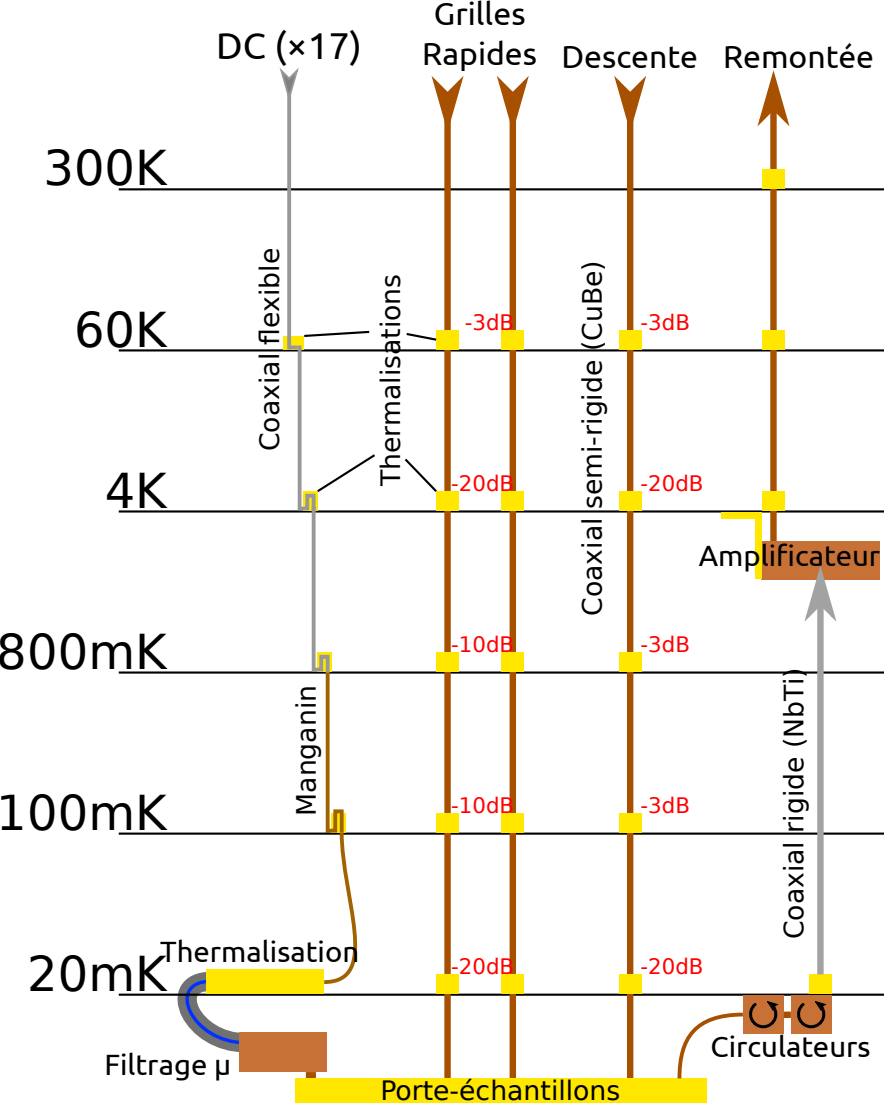 DC (×17)
Grilles
Rapides
Descente
Remontée
300K
Coaxial flexible
Thermalisations
Coaxial semi-rigide (CuBe)
60K
-3dB
-3dB
4K
-20dB
-20dB
Amplificateur
800mK
-10dB
-3dB
Manganin
Coaxial rigide (NbTi)
100mK
-10dB
-3dB
Thermalisation
20mK
-20dB
-20dB
Circulateurs
Filtrage µ
Porte-échantillons